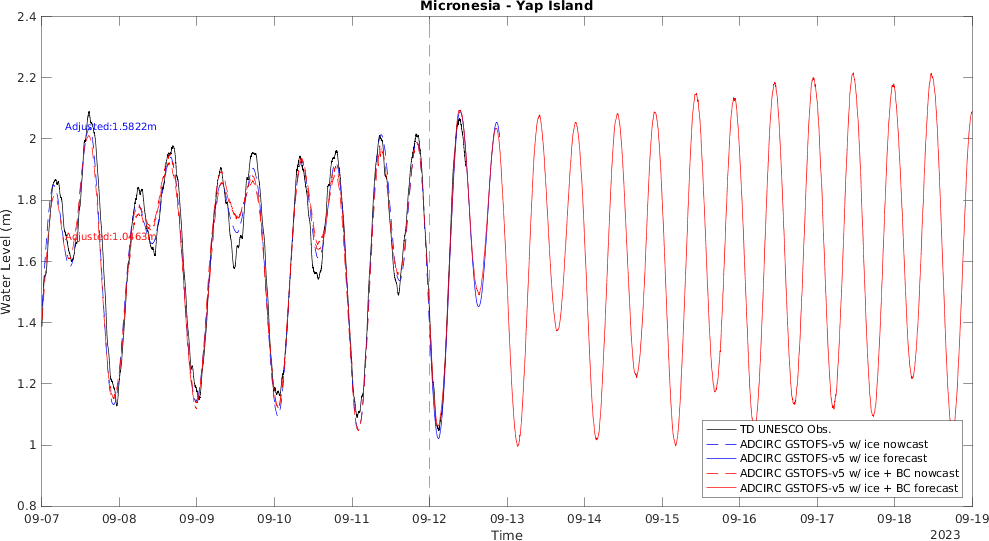 Micronesia - Yap Island
2.4
2.2
2
1.8
1.6
1.4
1.2
1
0.8
Water Level (m)
Adjusted:1.5822m
Adjusted:1.0463m
TD UNESCO Obs.
ADCIRC GSTOFS-v5 w/ ice nowcast
ADCIRC GSTOFS-v5 w/ ice forecast
ADCIRC GSTOFS-v5 w/ ice + BC nowcast
ADCIRC GSTOFS-v5 w/ ice + BC forecast
09-07 09-08 09-09 09-10 09-11 09-12 09-13 09-14 09-15 09-16 09-17 09-18 09-19
Time
2023